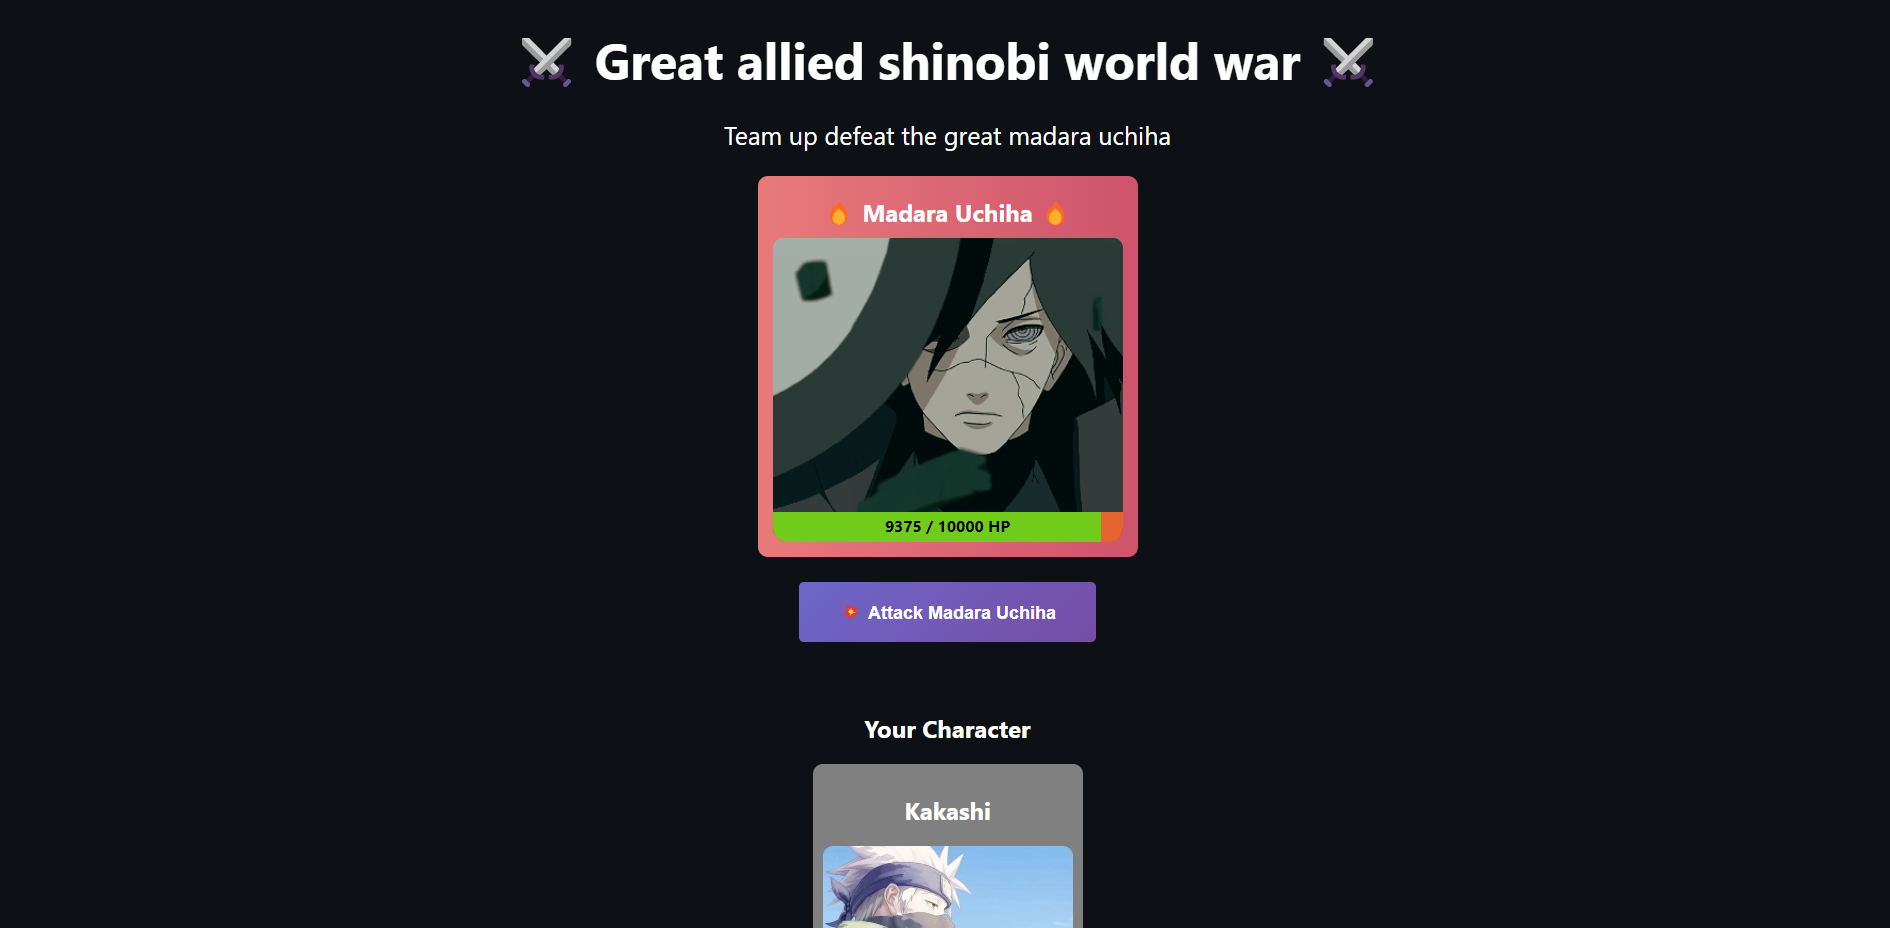 ⚔️ Great allied shinobi world war ⚔️
Team up defeat the great madara uchiha
🔥 Madara Uchiha 🔥
9375 / 10000 HP
💥 Attack Madara Uchiha
Your Character
Kakashi